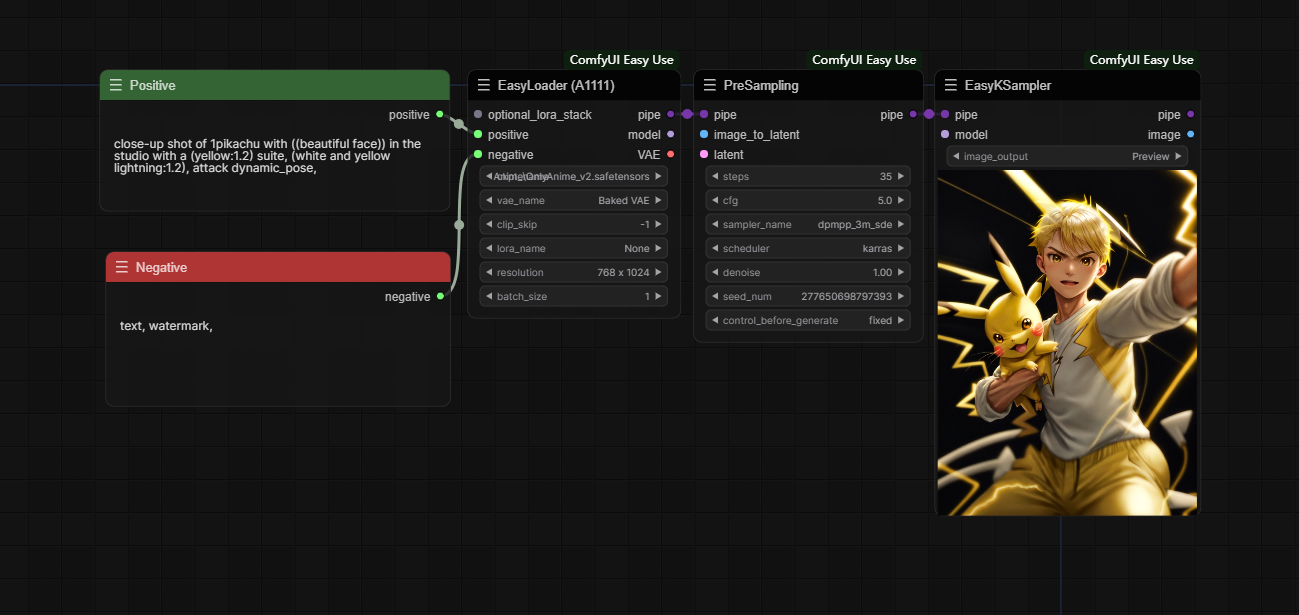 Positive
positive
close-up shot of 1pikachu with ((beautiful face)) in the
studio with a (yellow:1.2) suite, (white and yellow
lightning:1.2), attack dynamic_pose,
Negative
negative
text, watermark,
ComfyUI Easy Use
EasyLoader (A1111)
optional_lora_stack pipe
positive model
negative VAE
vae_name Baked VAE
clip_skip -1
lora_name None
resolution 768 x 1024
batch_size 1
ComfyUI Easy Use
PreSampling
pipe pipe
image_to_latent
latent
steps 35
cfg 5.0
sampler_name dpmpp_3m_sde
scheduler karras
denoise 1.00
seed_num 277650698797393
control_before_generate fixed
ComfyUI Easy Use
EasyKSampler
pipe pipe
model image
image_output Preview